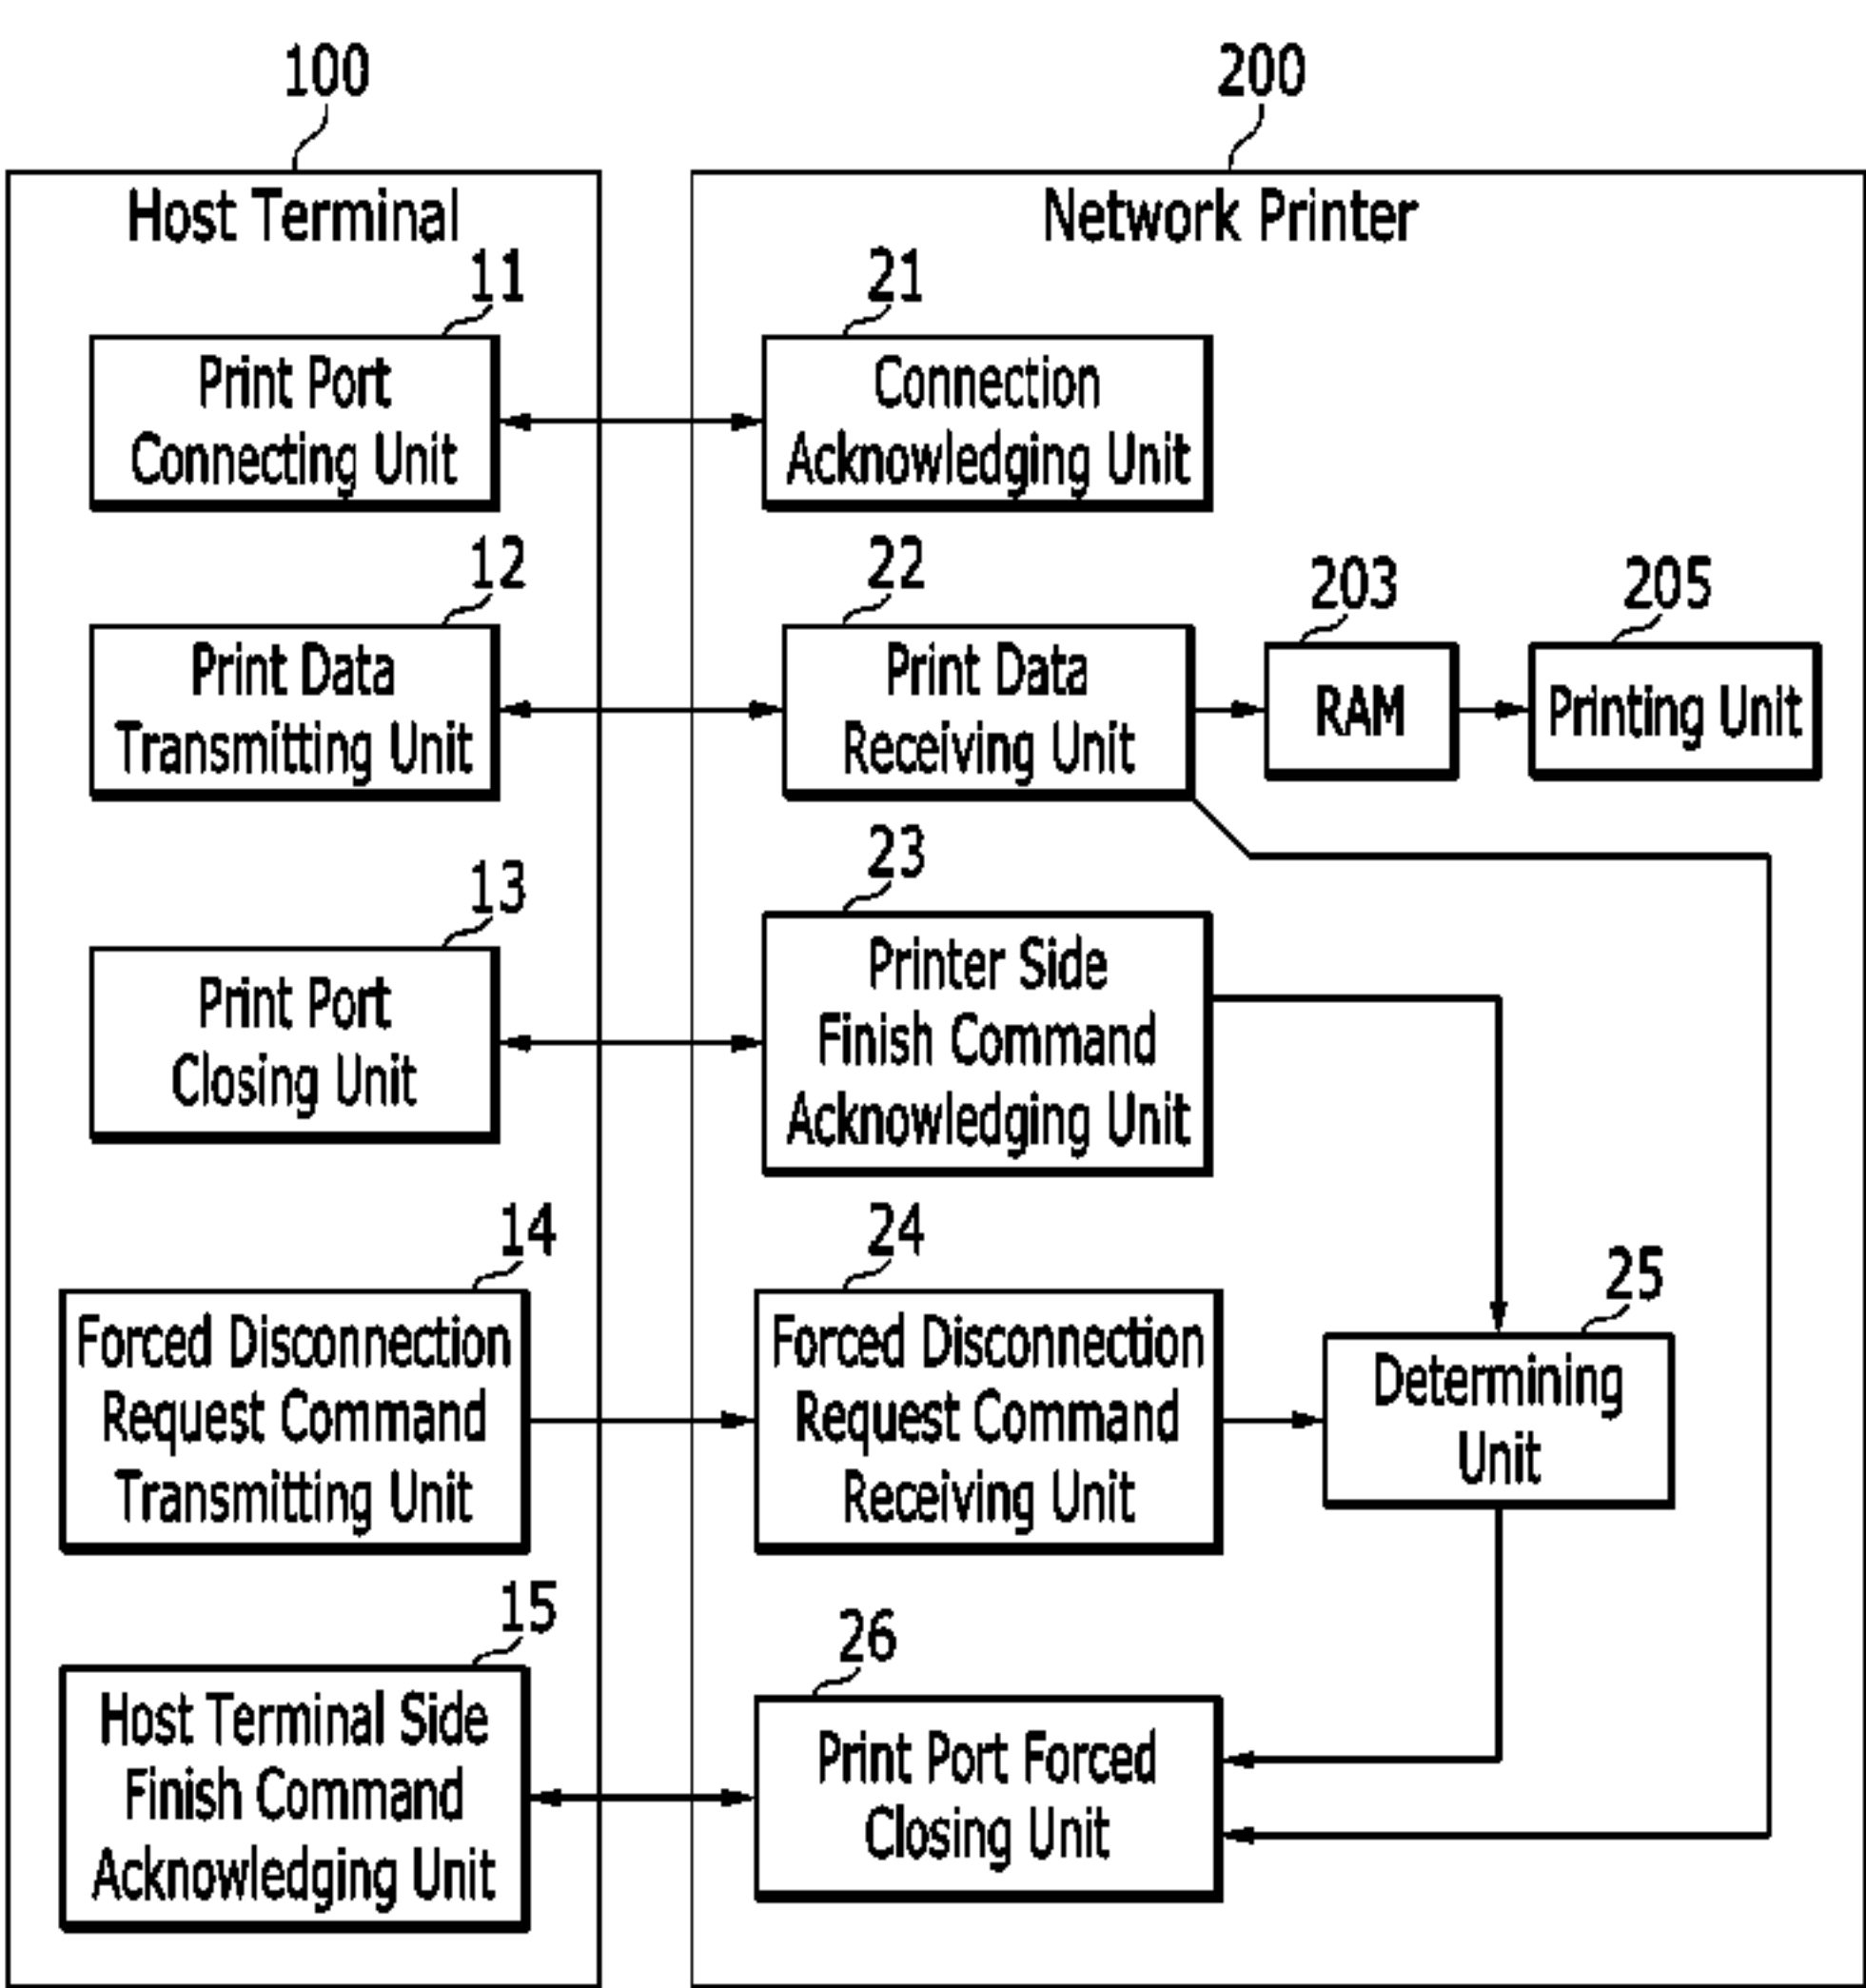 100
200
Host Terminal
Network Printer
11
21
Print Port
Connecting Unit
Connection
Acknowledging Unit
12
22
203
205
Print Data
Transmitting Unit
Print Data
Receiving Unit
RAM
Printing Unit
13
23
Print Port
Closing Unit
Printer Side
Finish Command
Acknowledging Unit
14
24
25
Forced Disconnection
Request Command
Transmitting Unit
Forced Disconnection
Request Command
Receiving Unit
Determining
Unit
15
26
Host Terminal Side
Finish Command
Acknowledging Unit
Print Port Forced
Closing Unit